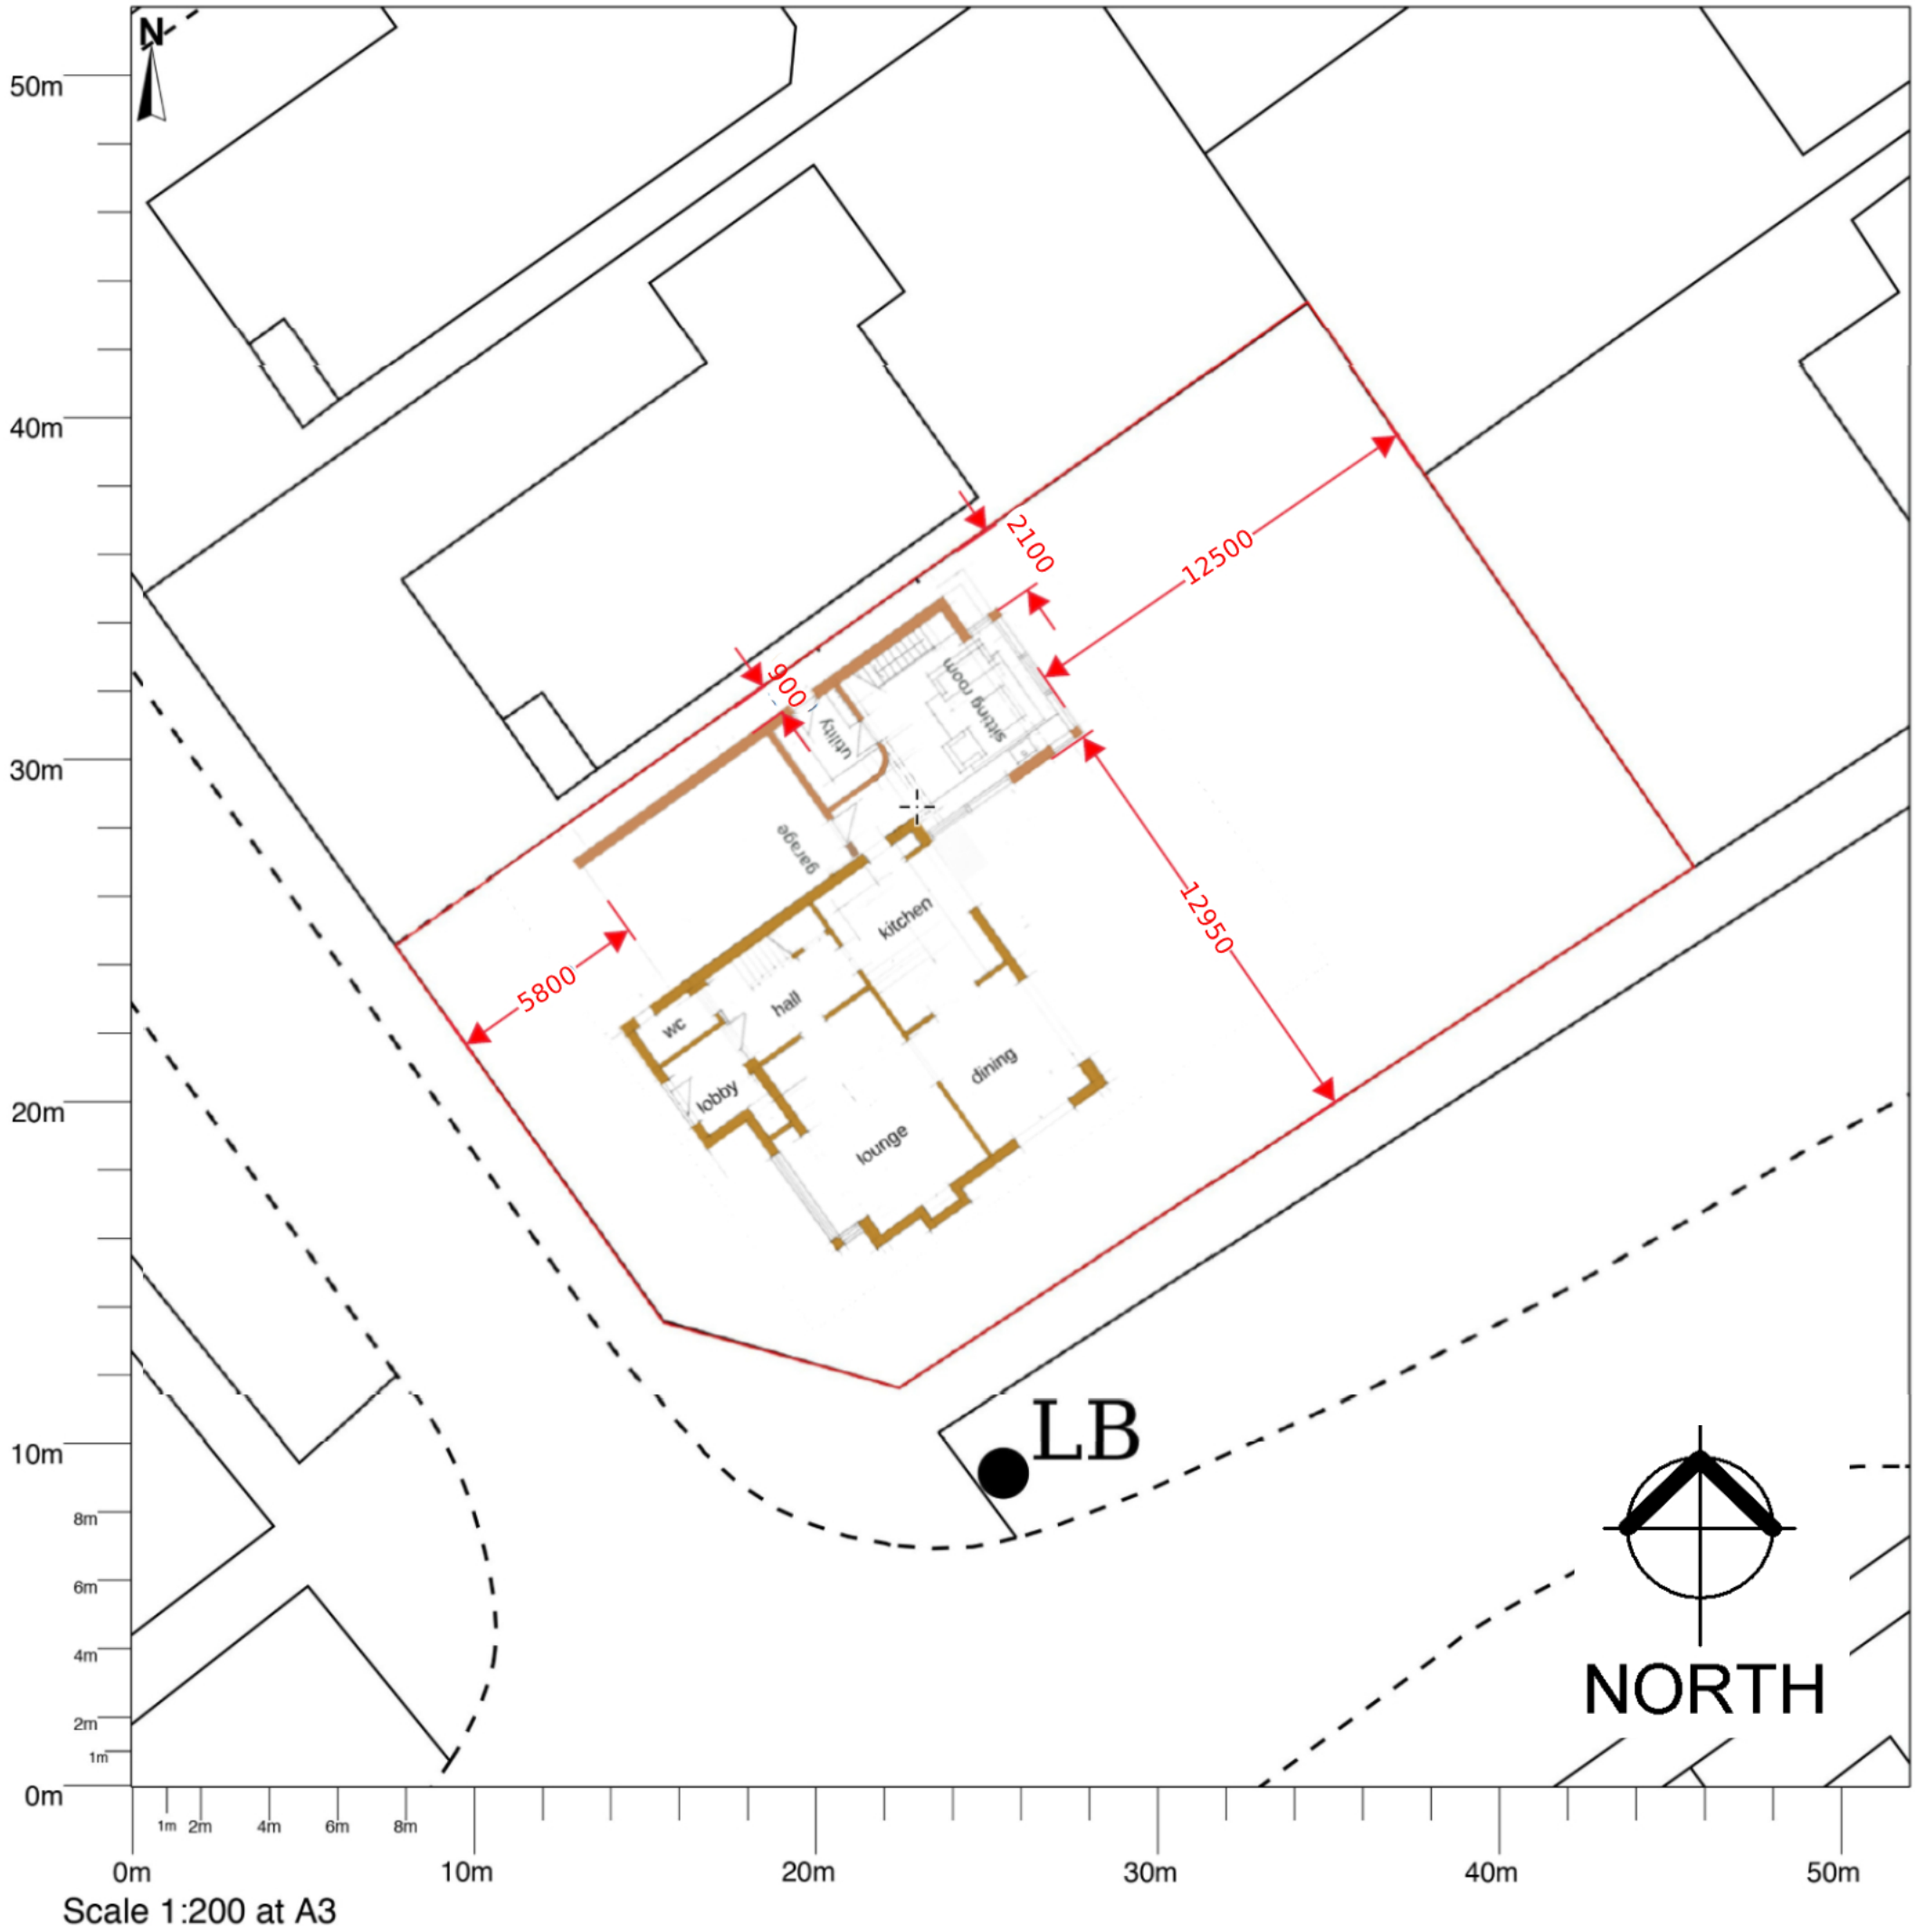 N
50m
40m
2100
12500
900
sitting room
utility
30m
garage
kitchen
12950
5800
hall
wc
dining
lobby
20m
lounge
LB
10m
8m
6m
4m
NORTH
2m
1m
0m
1m 2m 4m 6m 8m
0m 10m 20m 30m 40m 50m
Scale 1:200 at A3